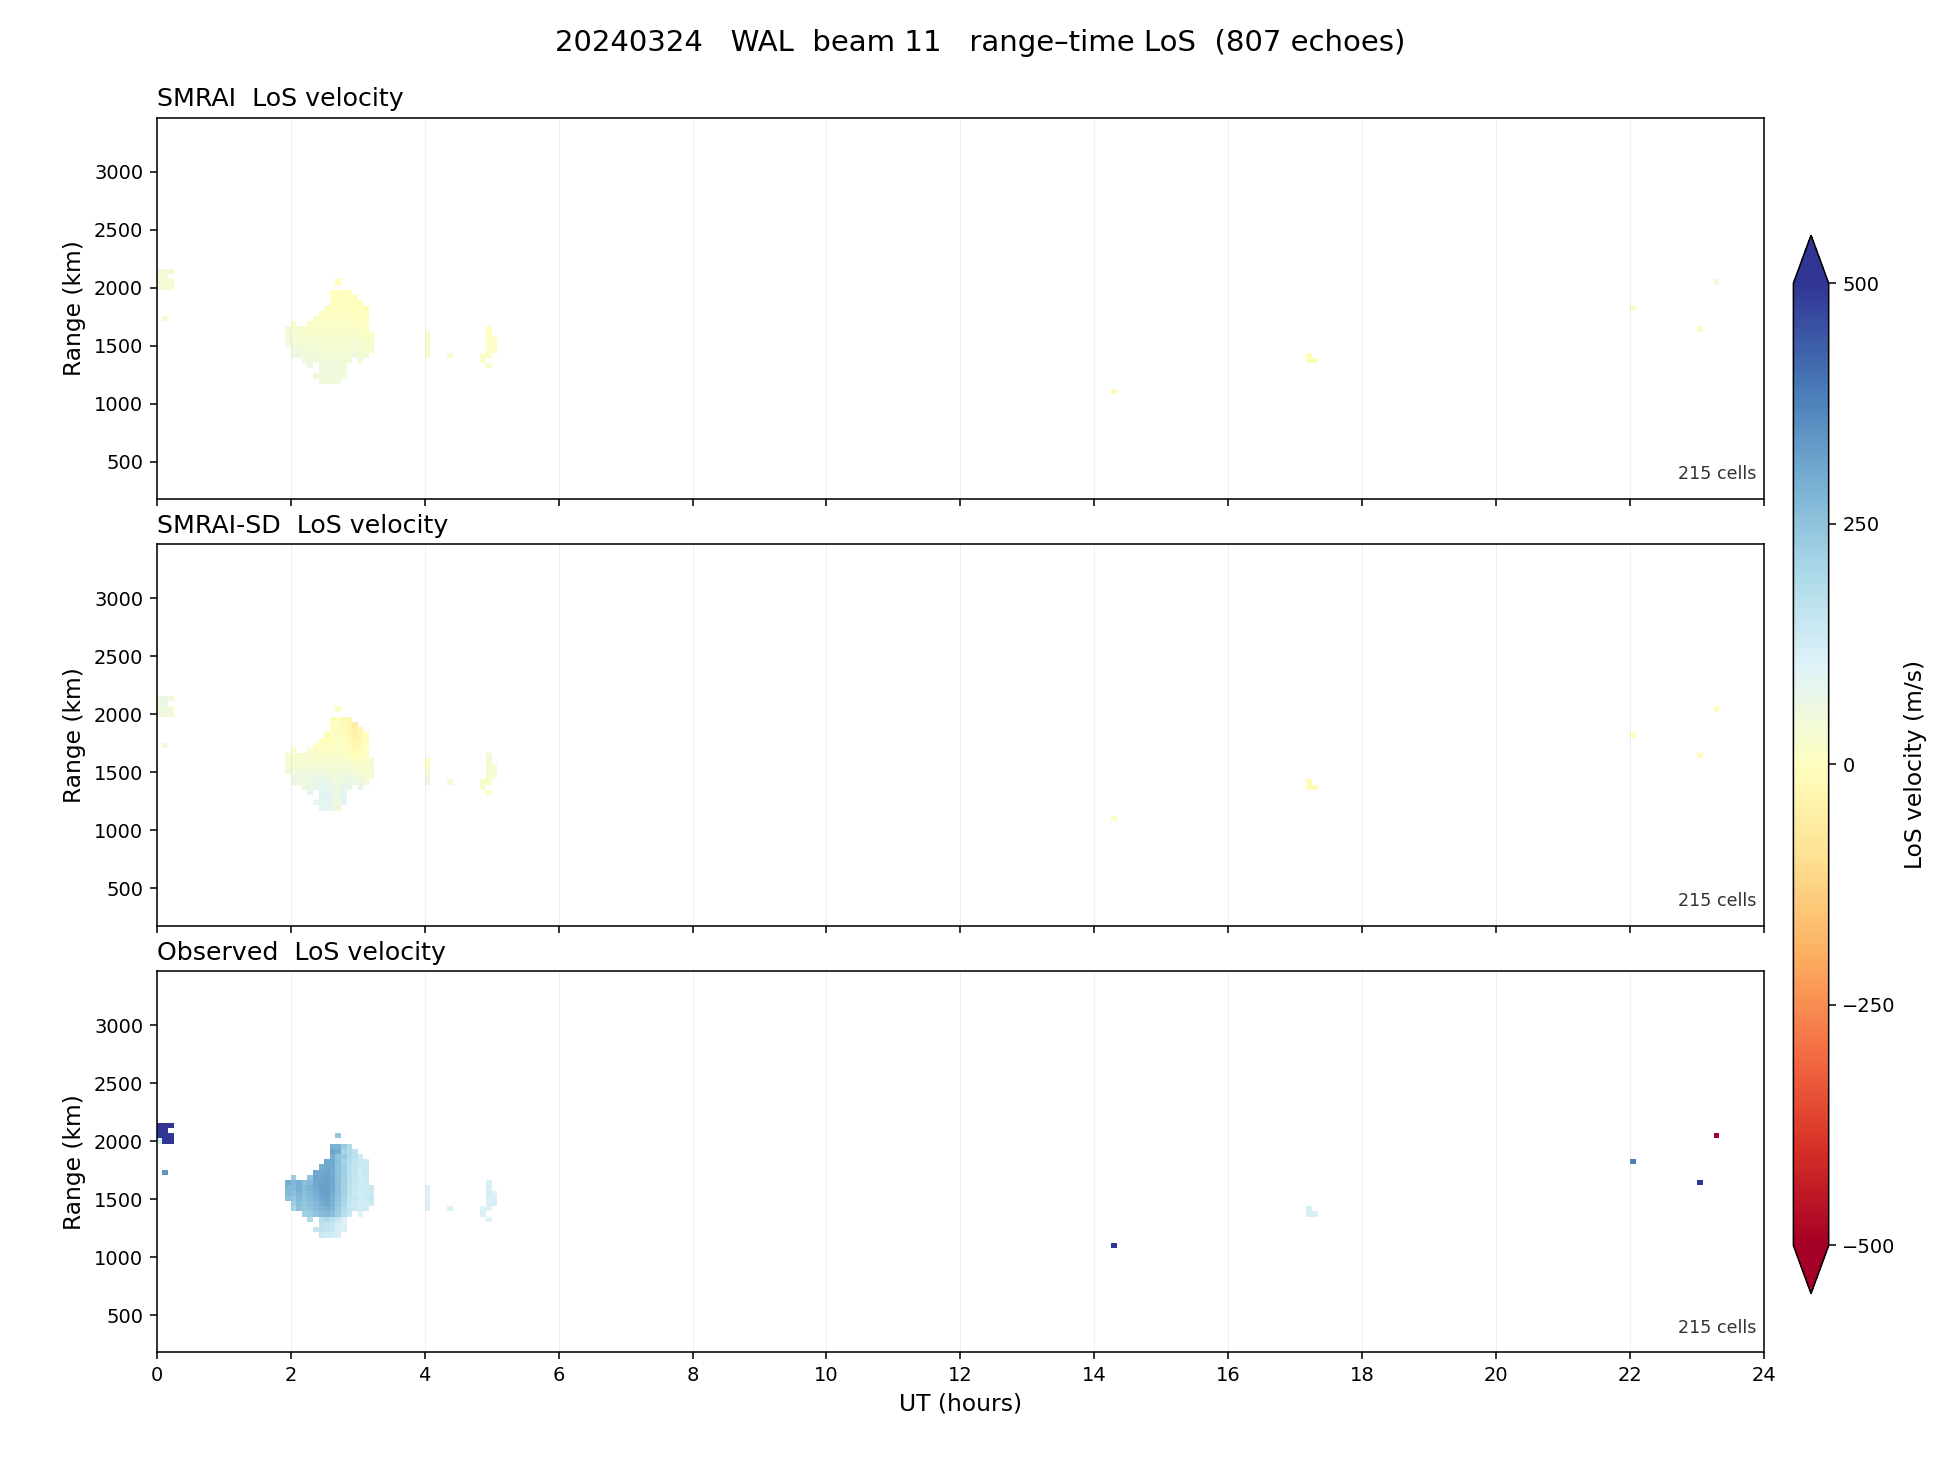 20240324   WAL  beam 11   range–time LoS  (807 echoes)
SMRAI  LoS velocity
3000
2500
2000
1500
1000
500
Range (km)
215 cells
SMRAI-SD  LoS velocity
3000
2500
2000
1500
1000
500
Range (km)
215 cells
Observed  LoS velocity
3000
2500
2000
1500
1000
500
Range (km)
215 cells
0 2 4 6 8 10 12 14 16 18 20 22 24
UT (hours)
500
250
0
−250
−500
LoS velocity (m/s)